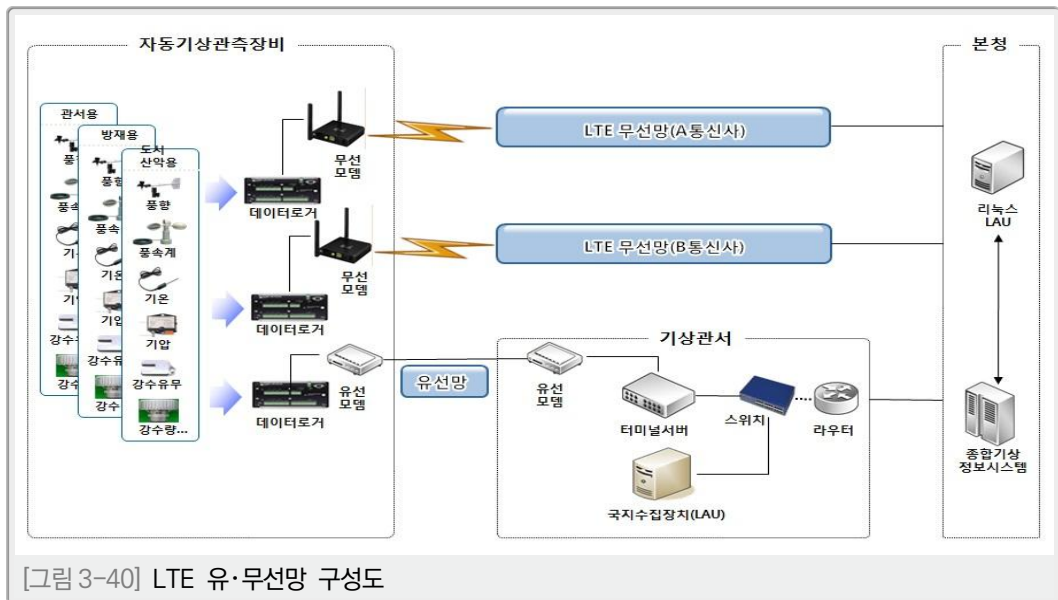 자동기상관측장비
본청
관서용
방재용
도시
산악용
풍향
풍속계
기온
기압
강수유무
강수량...
데이터로거
무선
모뎀
LTE 무선망(A통신사)
데이터로거
무선
모뎀
LTE 무선망(B통신사)
데이터로거
유선
모뎀
유선망
기상관서
유선
모뎀
터미널서버
스위치
라우터
국지수집장치(LAU)
리눅스
LAU
종합기상
정보시스템
[그림 3-40] LTE 유·무선망 구성도